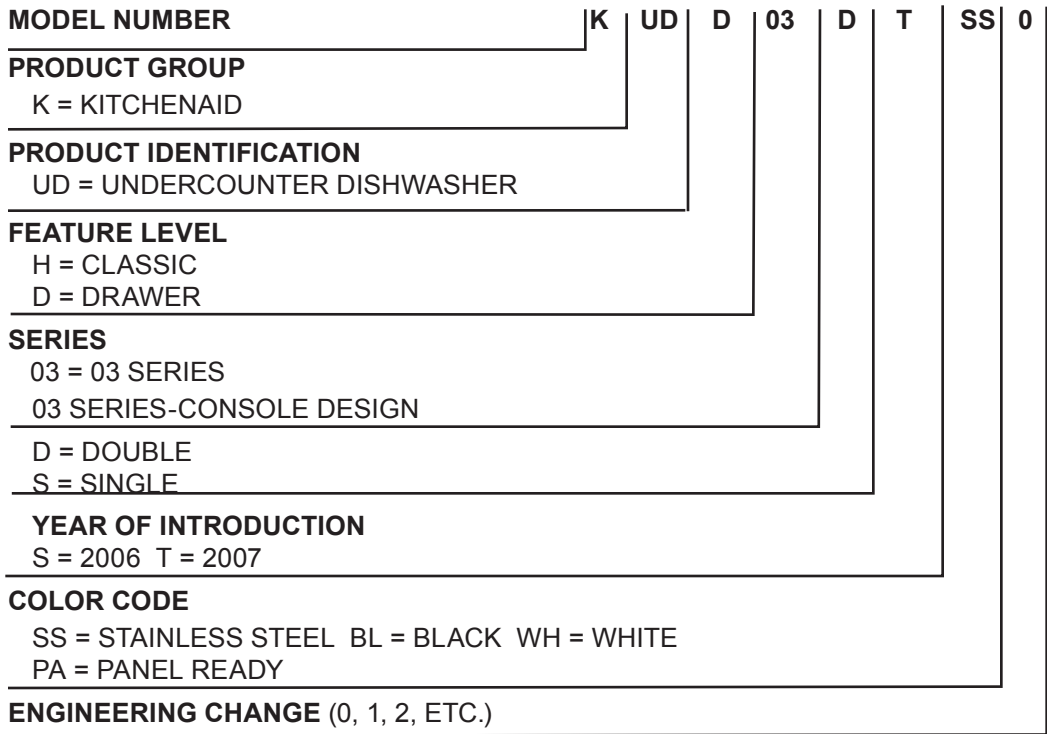 MODEL NUMBER K UD D 03 D T SS 0
PRODUCT GROUP
K = KITCHENAID
PRODUCT IDENTIFICATION
UD = UNDERCOUNTER DISHWASHER
FEATURE LEVEL
H = CLASSIC
D = DRAWER
SERIES
03 = 03 SERIES
03 SERIES-CONSOLE DESIGN
D = DOUBLE
S = SINGLE
YEAR OF INTRODUCTION
S = 2006 T = 2007
COLOR CODE
SS = STAINLESS STEEL BL = BLACK WH = WHITE
PA = PANEL READY
ENGINEERING CHANGE (0, 1, 2, ETC.)